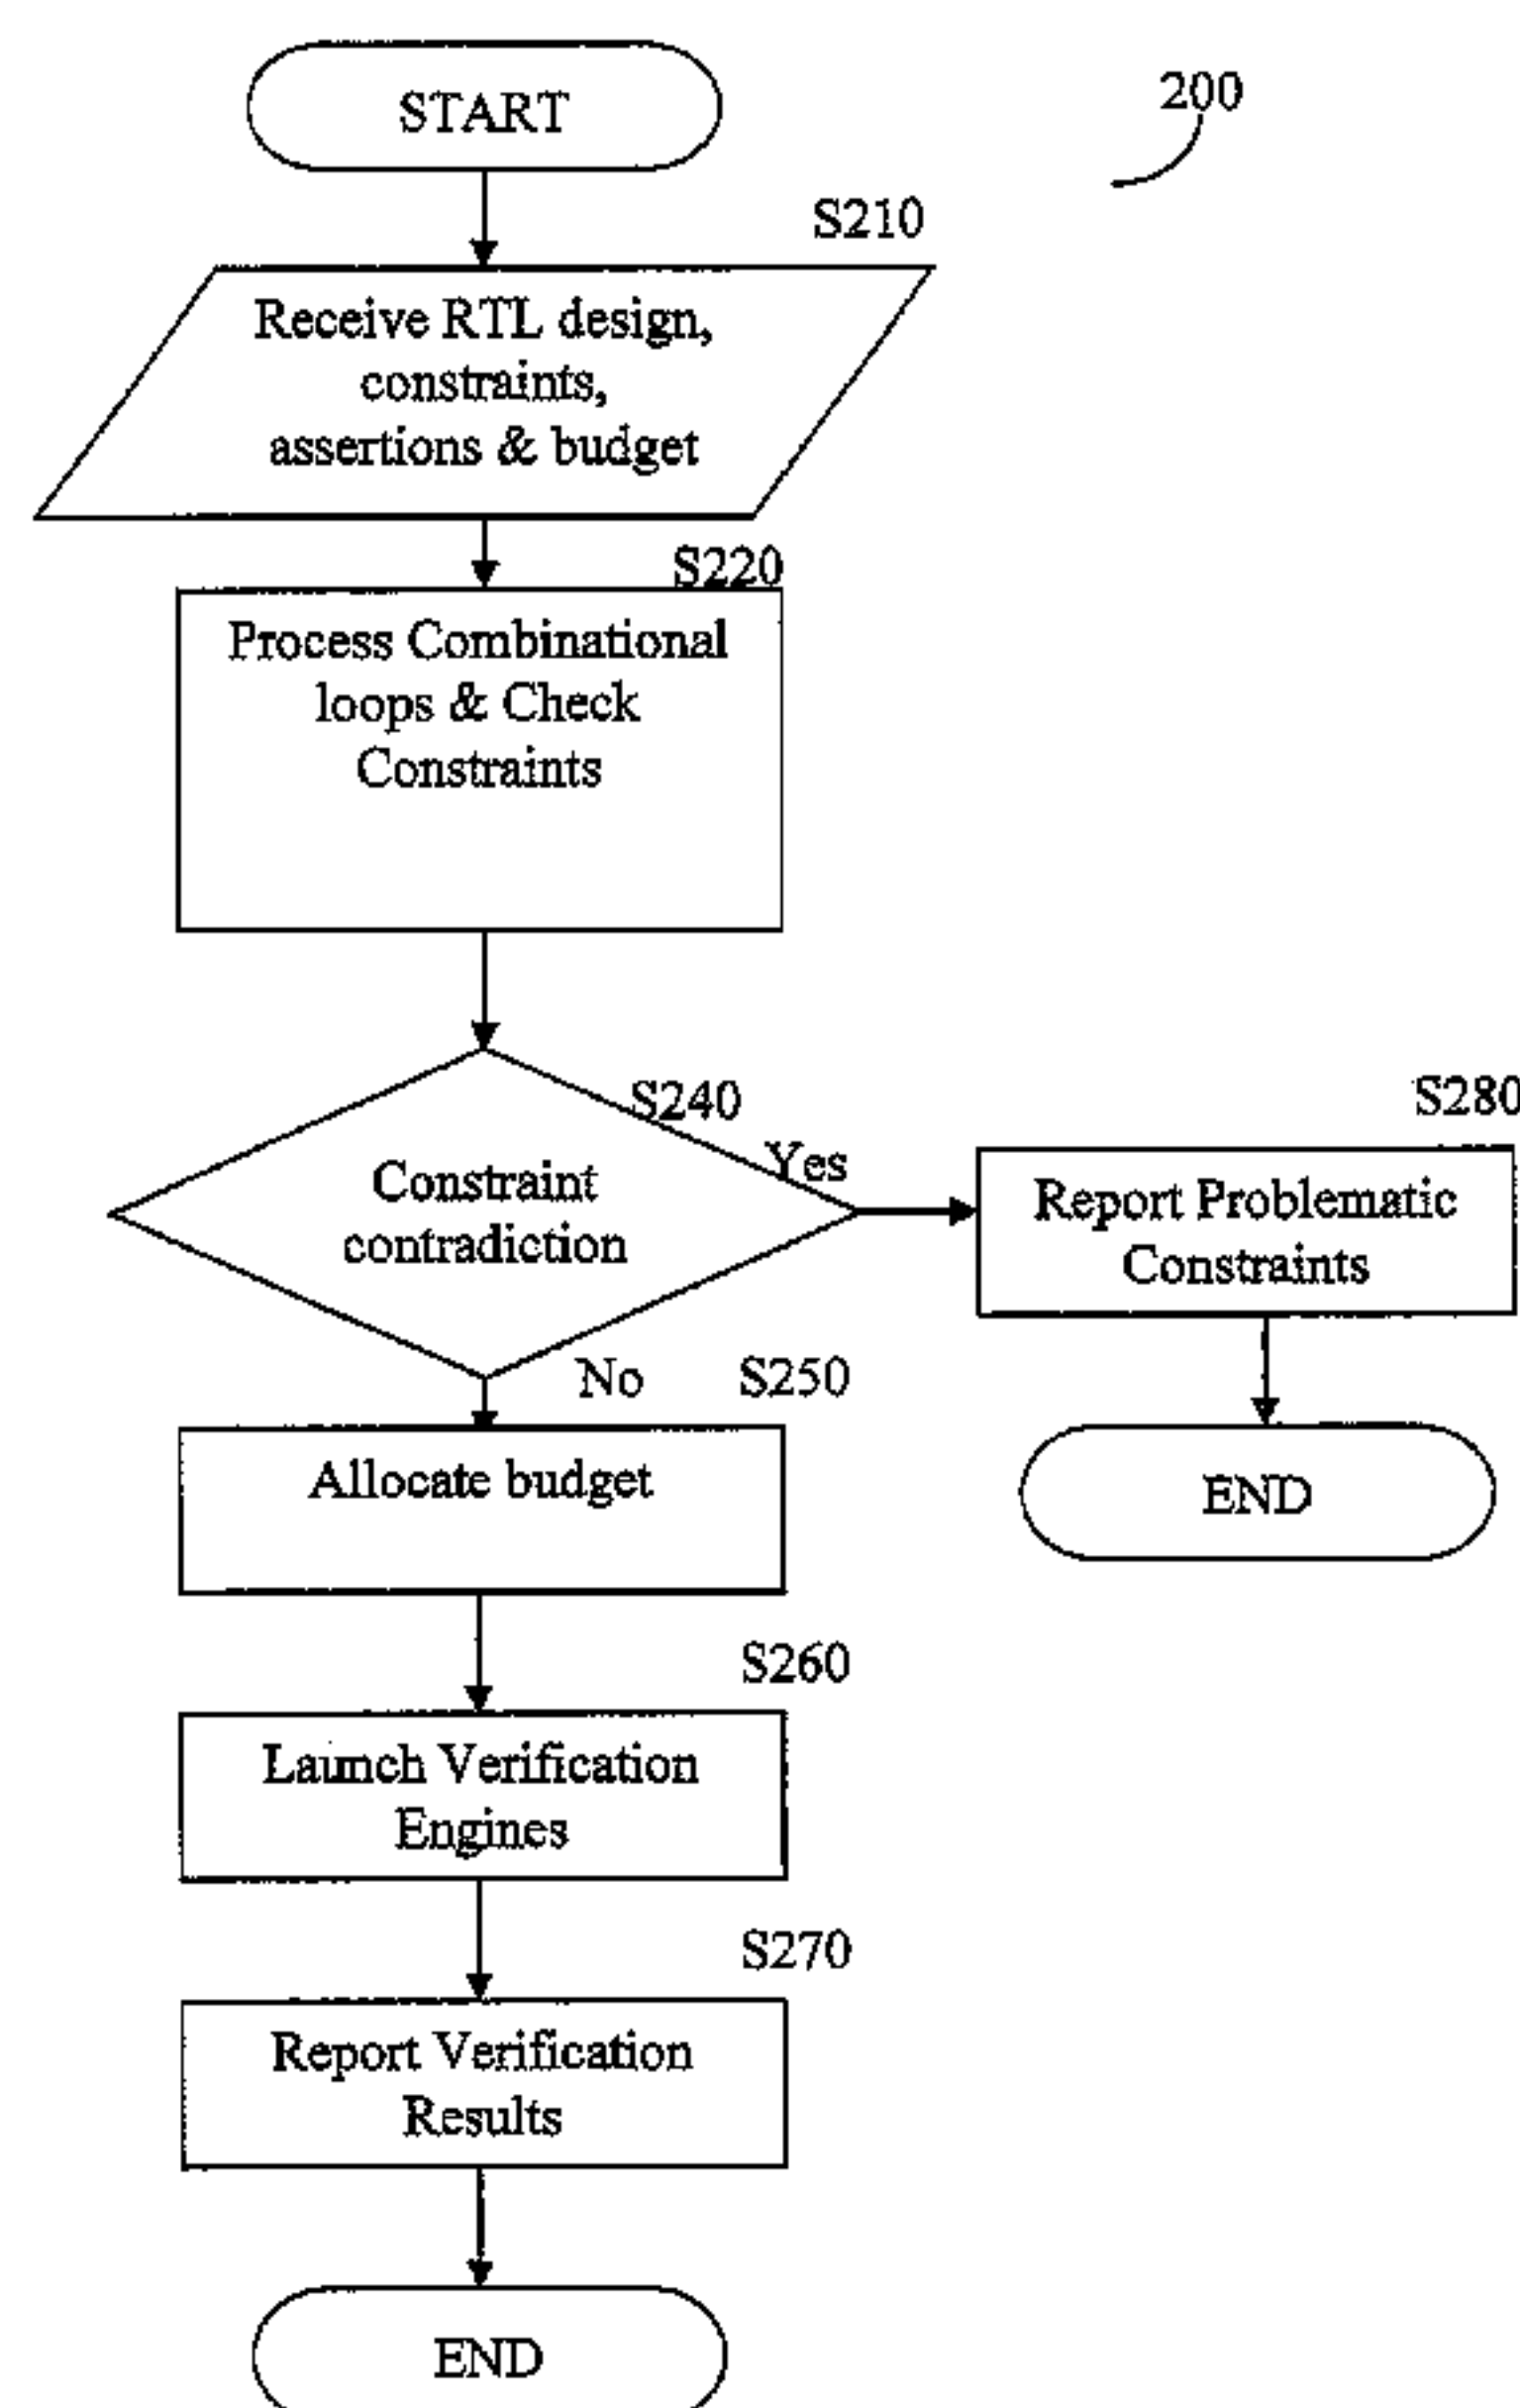 START
200
S210
Receive RTL design,
constraints,
assertions & budget
S220
Process Combinational
loops & Check
Constraints
S240
Constraint
contradiction
Yes
S280
Report Problematic
Constraints
No
S250
Allocate budget
END
S260
Launch Verification
Engines
S270
Report Verification
Results
END